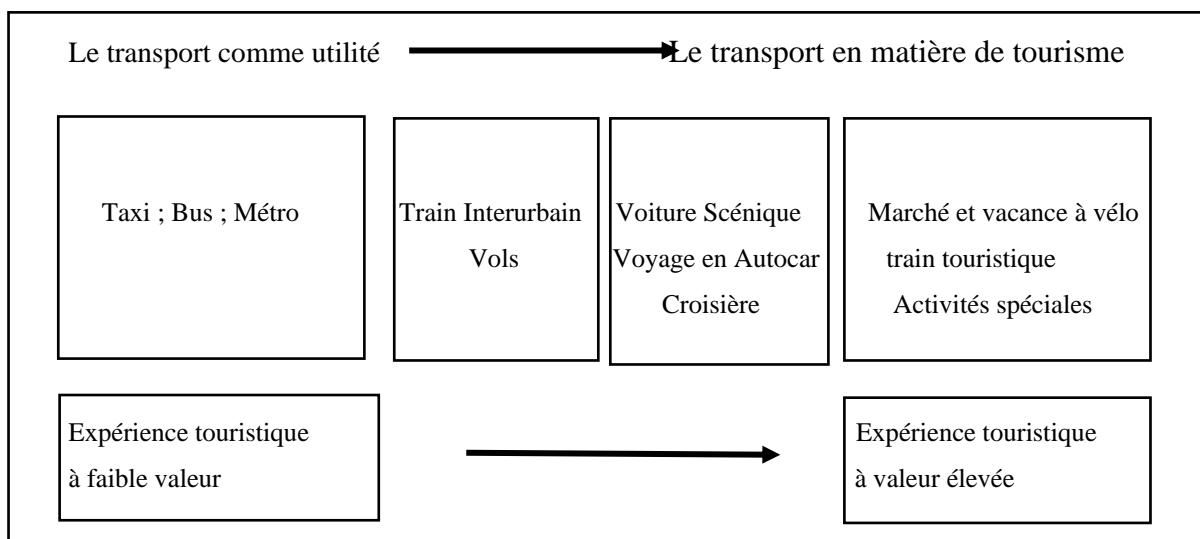 Le transport comme utilité
Le transport en matière de tourisme
Taxi ; Bus ; Métro
Train Interurbain
Vols
Voiture Scénique
Voyage en Autocar
Croisière
Marché et vacance à vélo
train touristique
Activités spéciales
Expérience touristique
à faible valeur
Expérience touristique
à valeur élevée